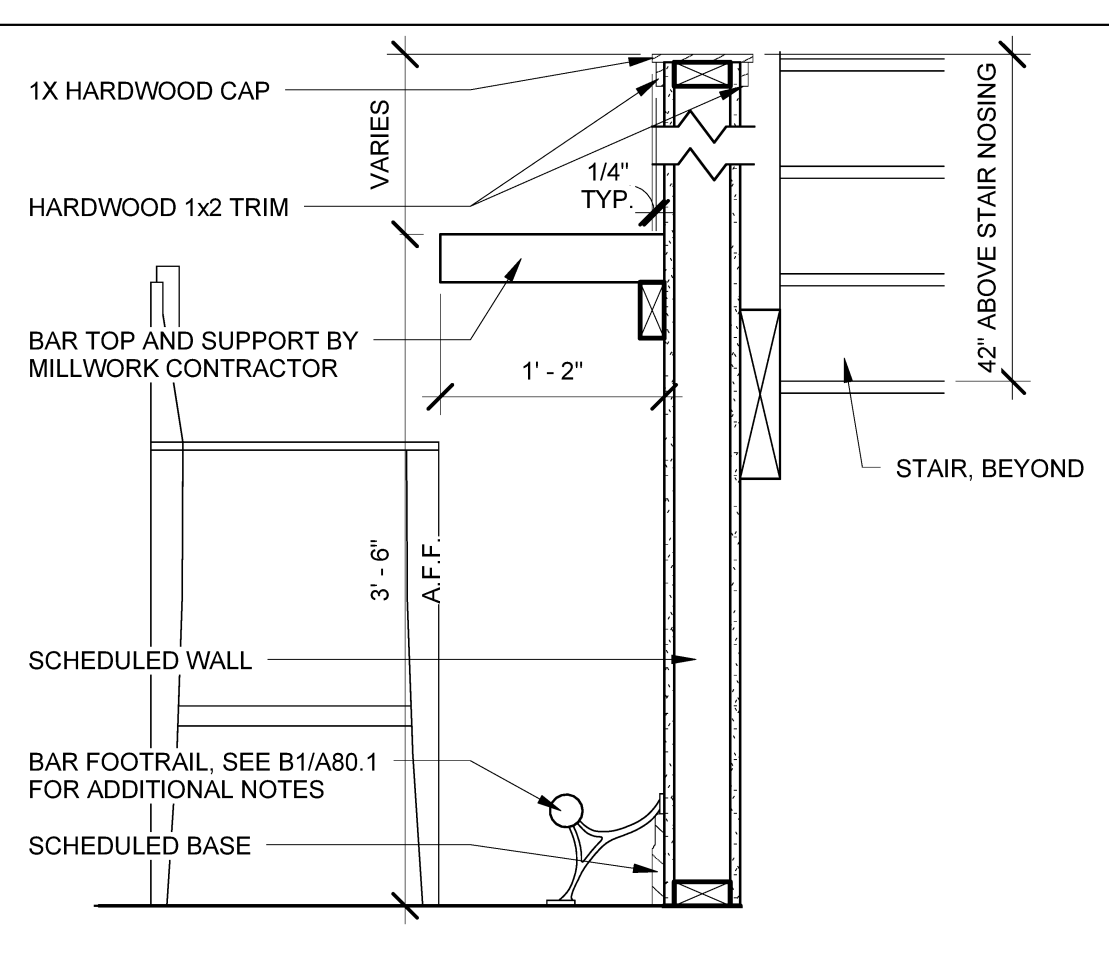 1X HARDWOOD CAP
VARIES
42" ABOVE STAIR NOSING
1/4"
TYP.
HARDWOOD 1x2 TRIM
BAR TOP AND SUPPORT BY
MILLWORK CONTRACTOR
1' - 2"
STAIR, BEYOND
3' - 6"
A.F.F.
SCHEDULED WALL
BAR FOOTRAIL, SEE B1/A80.1
FOR ADDITIONAL NOTES
SCHEDULED BASE